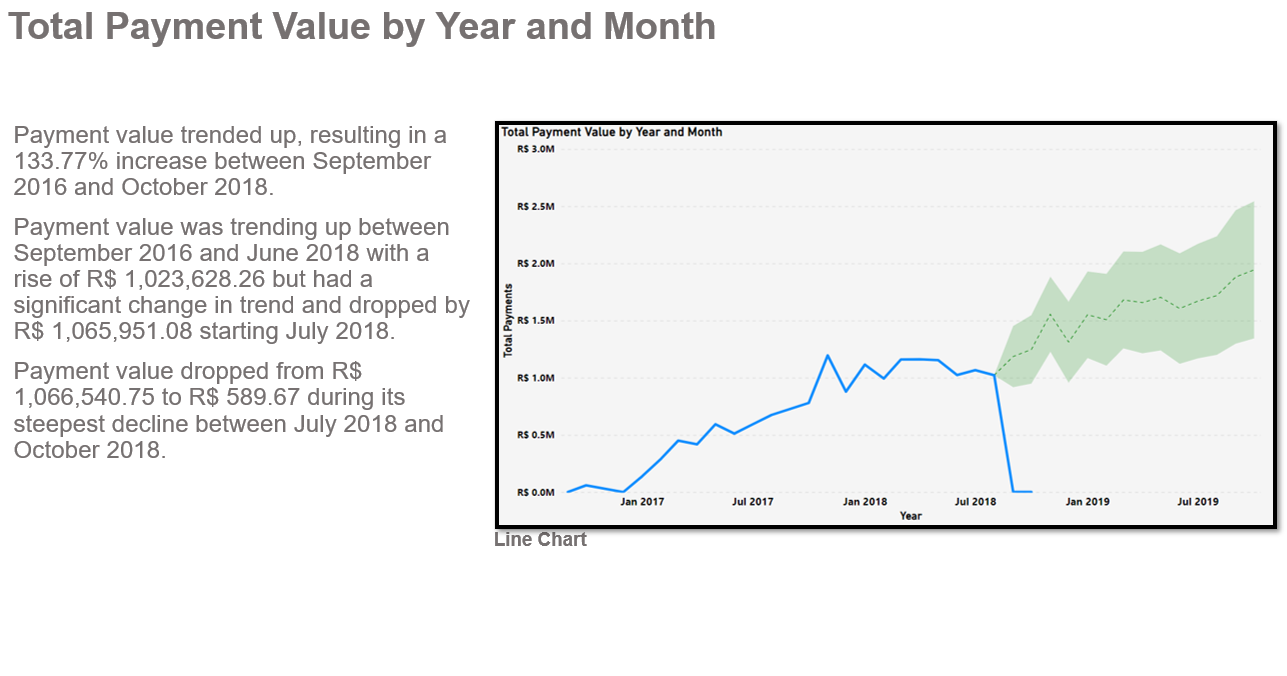 Total Payment Value by Year and Month
Payment value trended up, resulting in a
133.77% increase between September
2016 and October 2018.
Payment value was trending up between
September 2016 and June 2018 with a
rise of R$ 1,023,628.26 but had a
significant change in trend and dropped by
R$ 1,065,951.08 starting July 2018.
Payment value dropped from R$
1,066,540.75 to R$ 589.67 during its
steepest decline between July 2018 and
October 2018.
Total Payment Value by Year and Month
R$ 3.0M
R$ 2.5M
R$ 2.0M
R$ 1.5M
R$ 1.0M
R$ 0.5M
R$ 0.0M
Total Payments
Jan 2017 Jul 2017 Jan 2018 Jul 2018 Jan 2019 Jul 2019
Year
Line Chart